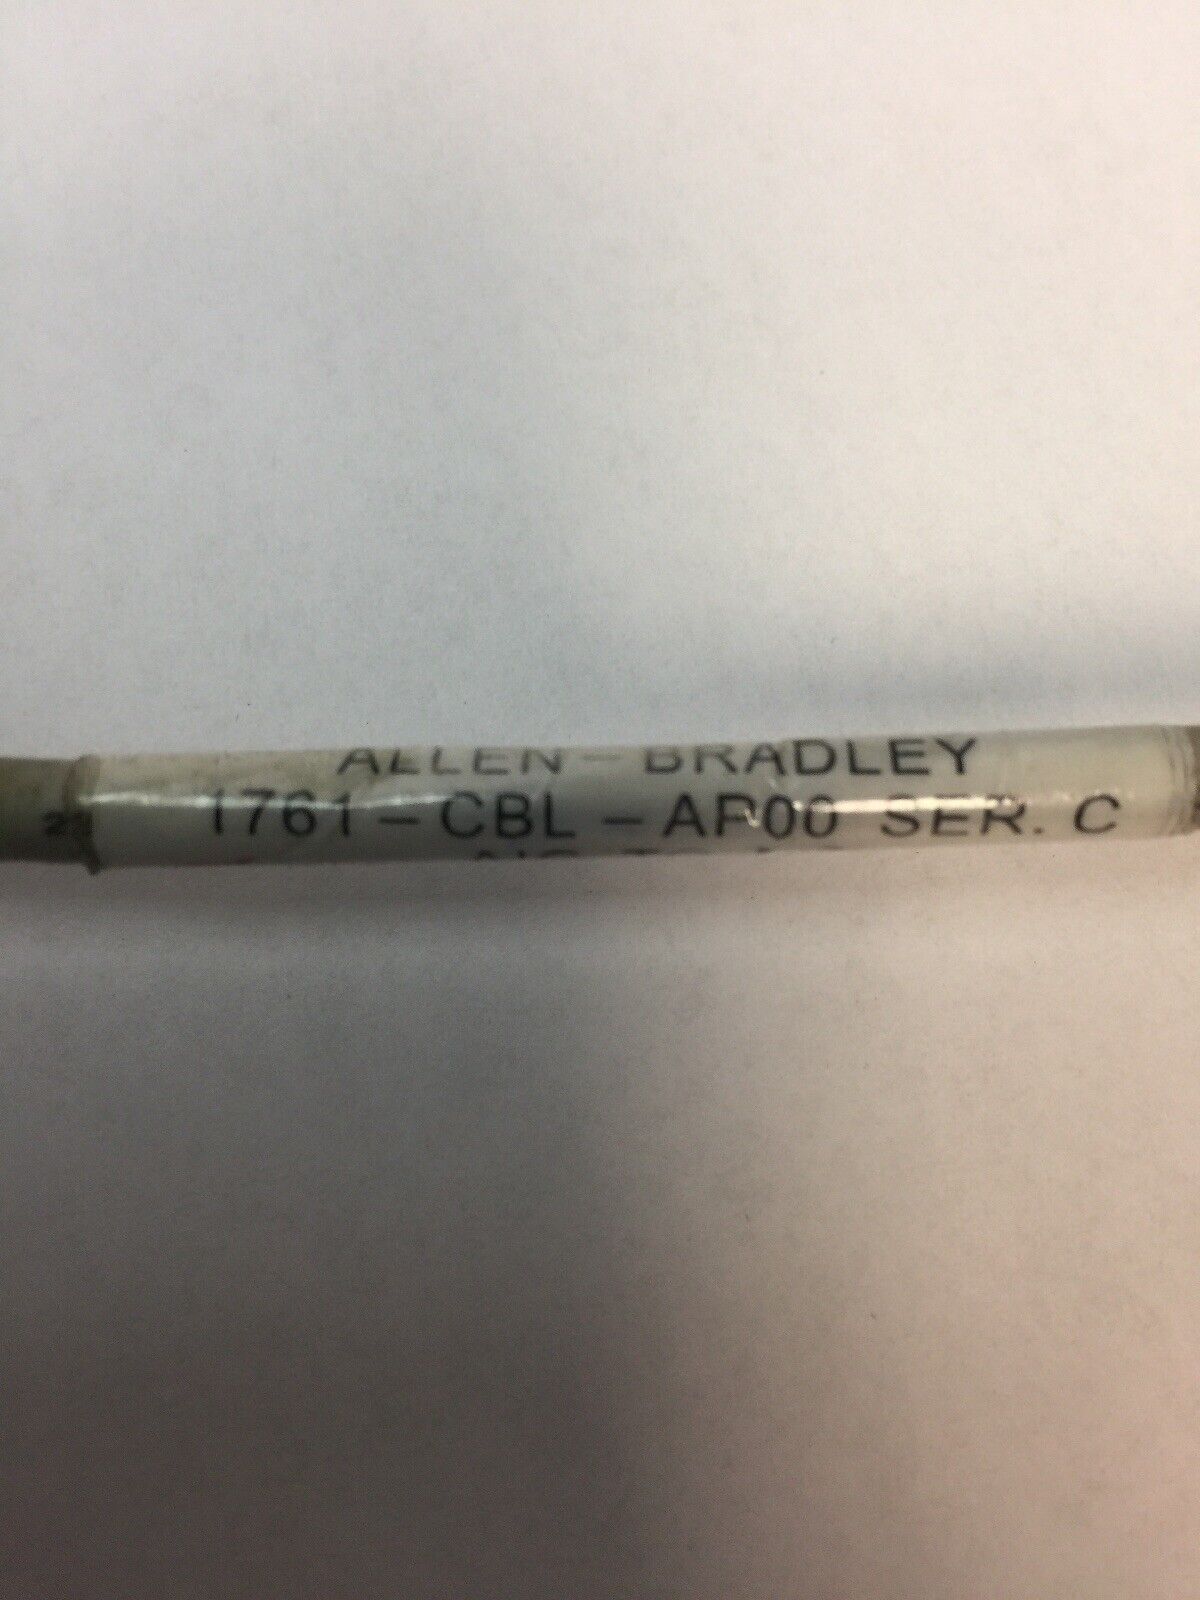 ALLEN-BRADLEY
1761-CBL-AP00 SER. C